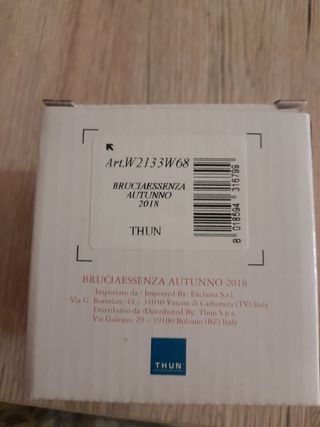 Art.W2133W68
BRUCIAESSENZA
AUTUNNO
2018
THUN
8 018594 316799
BRUCIAESSENZA AUTUNNO 2018
Importato da / Imported By: Exclusiva S.r.l.
Via G. Bortolan, 44 – 31050 Vascon di Carbonera (TV) Italy
Distribuito da /Distributed By: Thun S.p.a.
Via Galvani, 29 – 39100 Bolzano (BZ) Italy
THUN